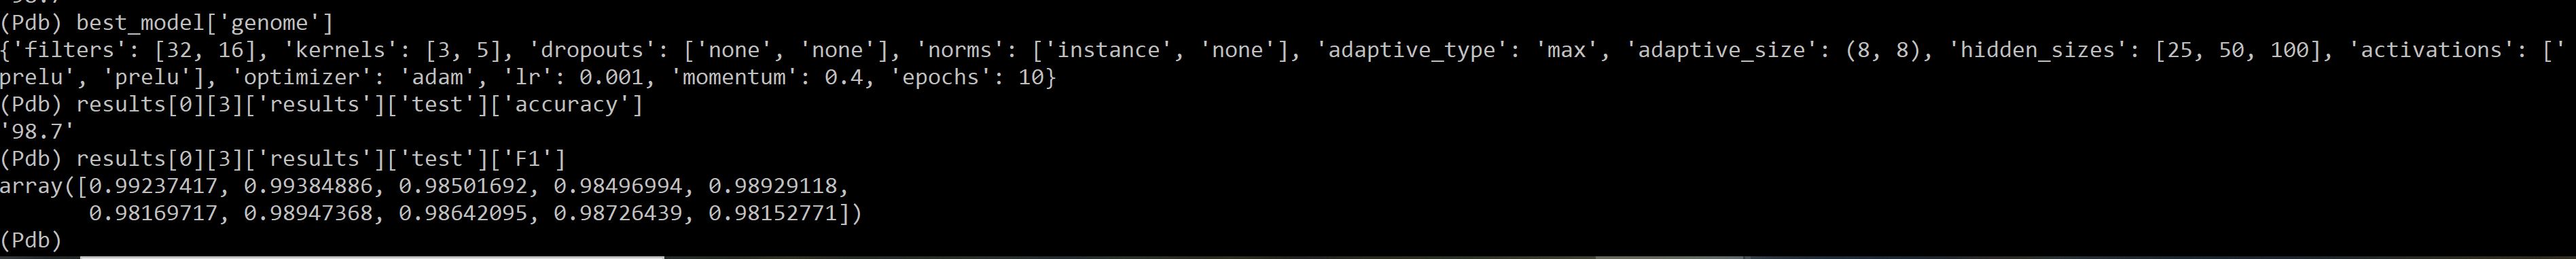 (Pdb) best_model['genome']
{'filters': [32, 16], 'kernels': [3, 5], 'dropouts': ['none', 'none'], 'norms': ['instance', 'none'], 'adaptive_type': 'max', 'adaptive_size': (8, 8), 'hidden_sizes': [25, 50, 100], 'activations': ['
prelu', 'prelu'], 'optimizer': 'adam', 'lr': 0.001, 'momentum': 0.4, 'epochs': 10}
(Pdb) results[0][3]['results']['test']['accuracy']
'98.7'
(Pdb) results[0][3]['results']['test']['F1']
array([0.99237417, 0.99384886, 0.98501692, 0.98496994, 0.98929118,
0.98169717, 0.98947368, 0.98642095, 0.98726439, 0.98152771])
(Pdb)